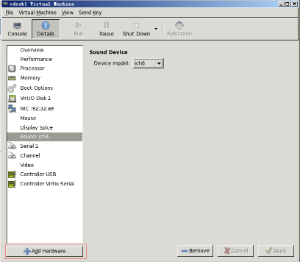 cdesk1 Virtual Machine
File Virtual Machine View Send Key
Console Details Run Pause Shut Down Fullscreen
Overview
Performance
Processor
Memory
Boot Options
VirtIO Disk 1
NIC :92:32:a9
Mouse
Display Spice
Sound: ich6
Serial 1
Channel
Video
Controller USB
Controller Virtio Serial
Sound Device
Device model: ich6
Add Hardware
Remove Cancel Apply